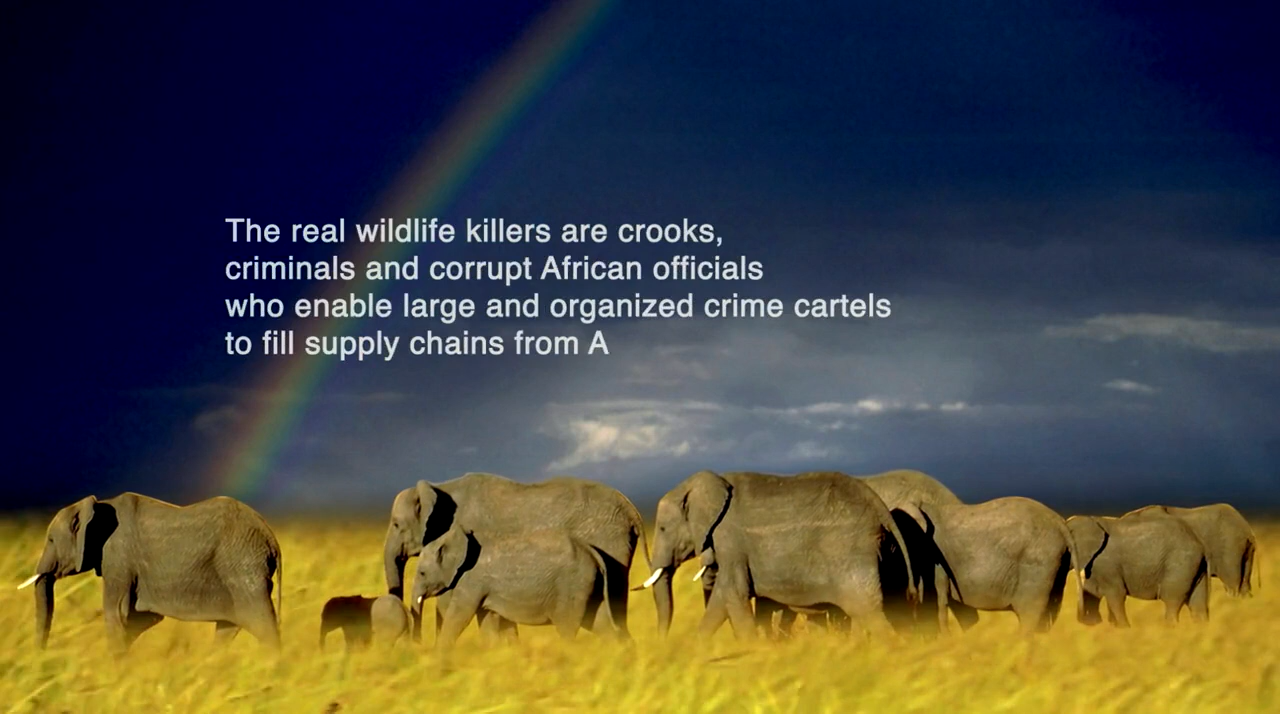 The real wildlife killers are crooks,
criminals and corrupt African officials
who enable large and organized crime cartels
to fill supply chains from A